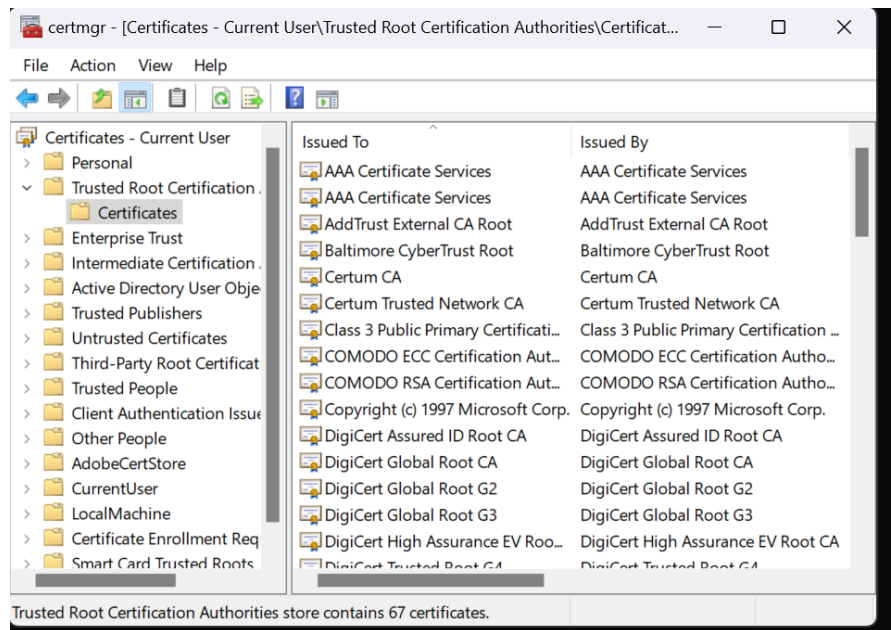 certmgr - [Certificates - Current User\Trusted Root Certification Authorities\Certificat...
File Action View Help
Certificates - Current User
Personal
Trusted Root Certification
Certificates
Enterprise Trust
Intermediate Certification
Active Directory User Obje
Trusted Publishers
Untrusted Certificates
Third-Party Root Certificat
Trusted People
Client Authentication Issue
Other People
AdobeCertStore
CurrentUser
LocalMachine
Certificate Enrollment Req
Smart Card Trusted Roots
Issued To Issued By
AAA Certificate Services AAA Certificate Services
AAA Certificate Services AAA Certificate Services
AddTrust External CA Root AddTrust External CA Root
Baltimore CyberTrust Root Baltimore CyberTrust Root
Certum CA Certum CA
Certum Trusted Network CA Certum Trusted Network CA
Class 3 Public Primary Certificati... Class 3 Public Primary Certification ...
COMODO ECC Certification Aut... COMODO ECC Certification Autho...
COMODO RSA Certification Aut... COMODO RSA Certification Autho...
Copyright (c) 1997 Microsoft Corp. Copyright (c) 1997 Microsoft Corp.
DigiCert Assured ID Root CA DigiCert Assured ID Root CA
DigiCert Global Root CA DigiCert Global Root CA
DigiCert Global Root G2 DigiCert Global Root G2
DigiCert Global Root G3 DigiCert Global Root G3
DigiCert High Assurance EV Roo... DigiCert High Assurance EV Root CA
DigiCert Trusted Root G4 DigiCert Trusted Root G4
Trusted Root Certification Authorities store contains 67 certificates.